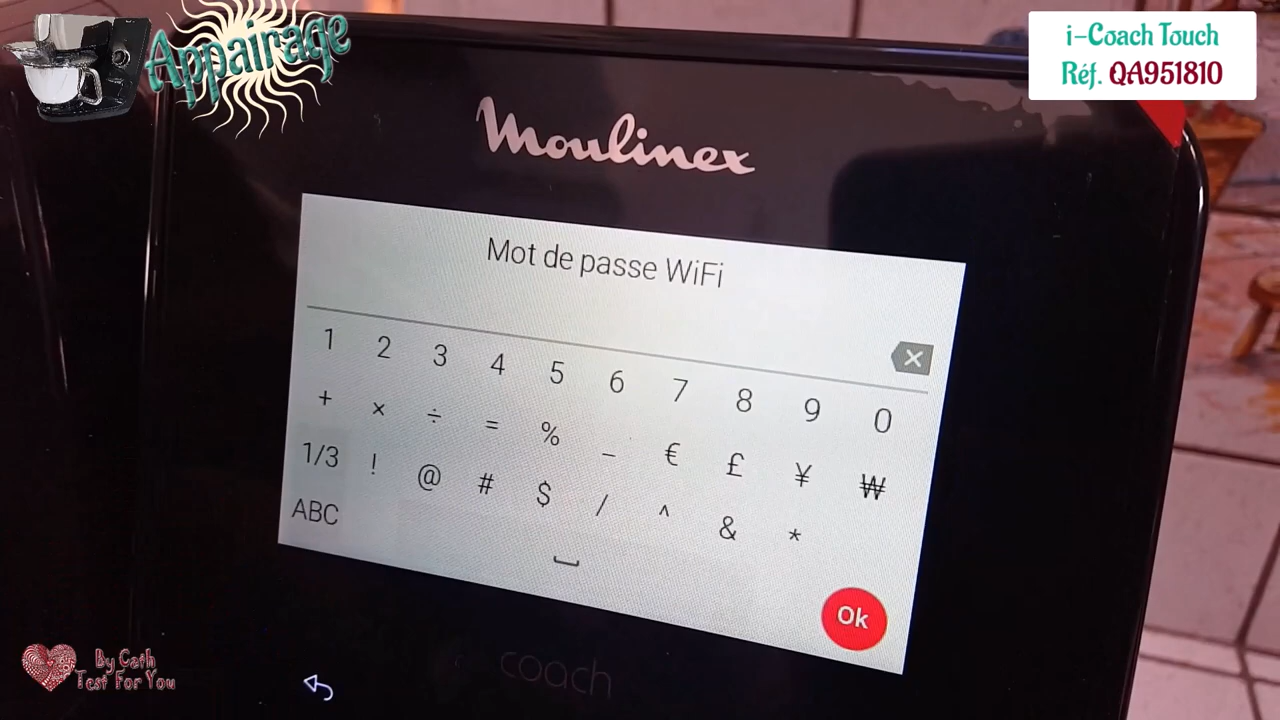 Appairage
i-Coach Touch
Réf. QA951810
Moulinex
Mot de passe WiFi
1 2 3 4 5 6 7 8 9 0
+ × ÷ = % _ € £ ¥ ₩
1/3 ! @ # $ / ^ & *
ABC
Ok
By Cath
Test For You
coach